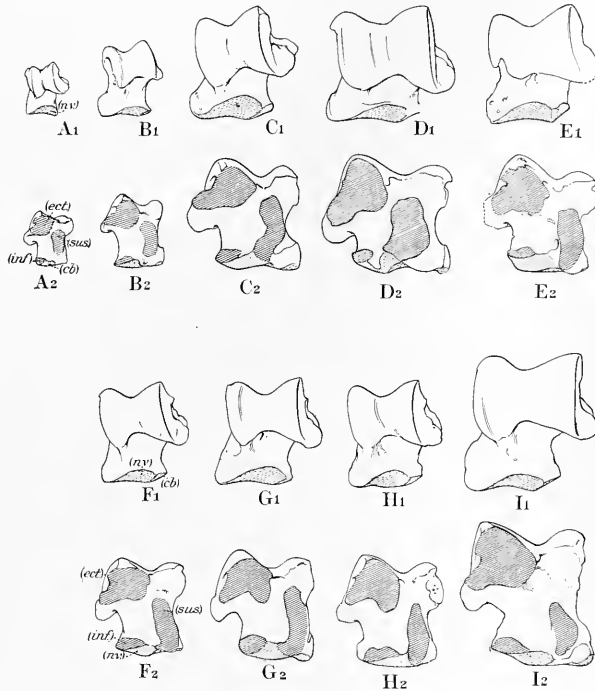 (nv)
A1 B1 C1 D1 E1
(ect)
(sus)
(inf)
(cb)
A2 B2 C2 D2 E2
(nv)
(cb)
F1 G1 H1 I1
(ect)
(sus)
(inf)
(nv)
F2 G2 H2 I2